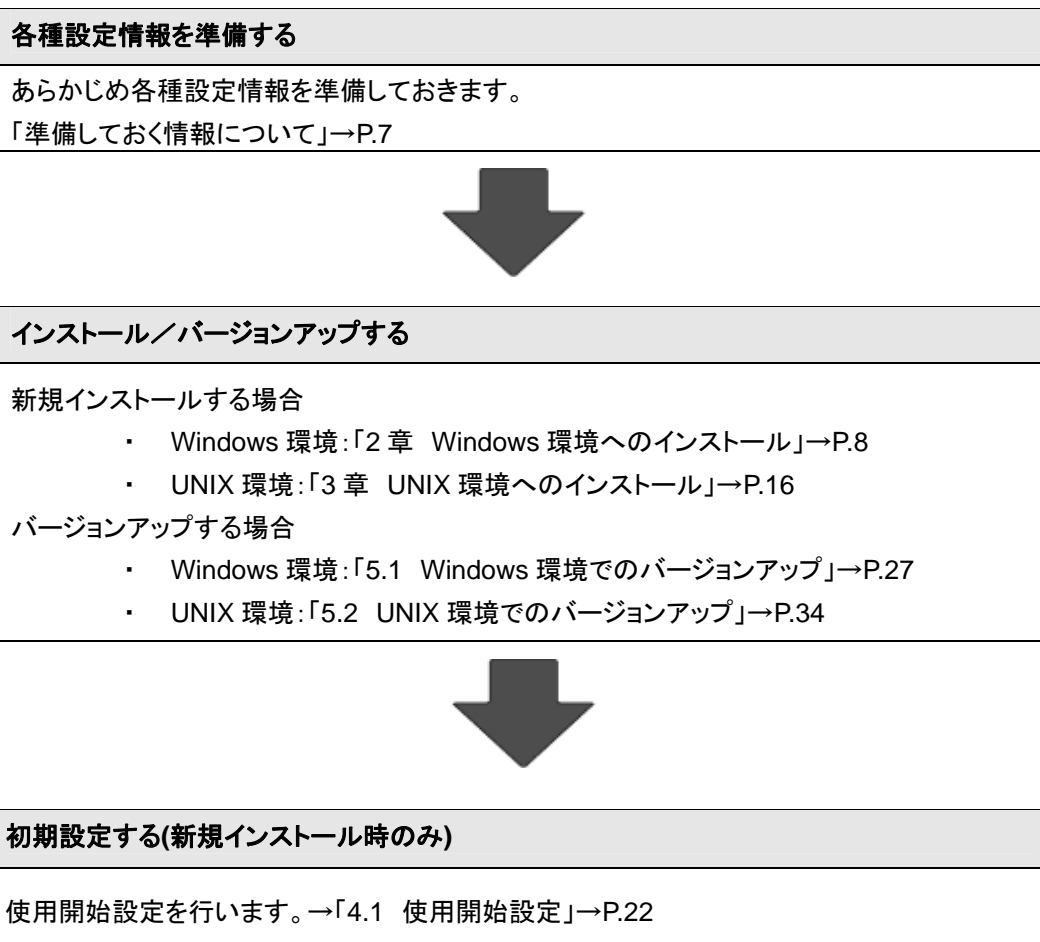 各種設定情報を準備する
あらかじめ各種設定情報を準備しておきます。
「準備しておく情報について」→P.7
インストール／バージョンアップする
新規インストールする場合
・ Windows 環境：「2 章 Windows 環境へのインストール」→P.8
・ UNIX 環境：「3 章 UNIX 環境へのインストール」→P.16
バージョンアップする場合
・ Windows 環境：「5.1 Windows 環境でのバージョンアップ」→P.27
・ UNIX 環境：「5.2 UNIX 環境でのバージョンアップ」→P.34
初期設定する(新規インストール時のみ)
使用開始設定を行います。→「4.1 使用開始設定」→P.22